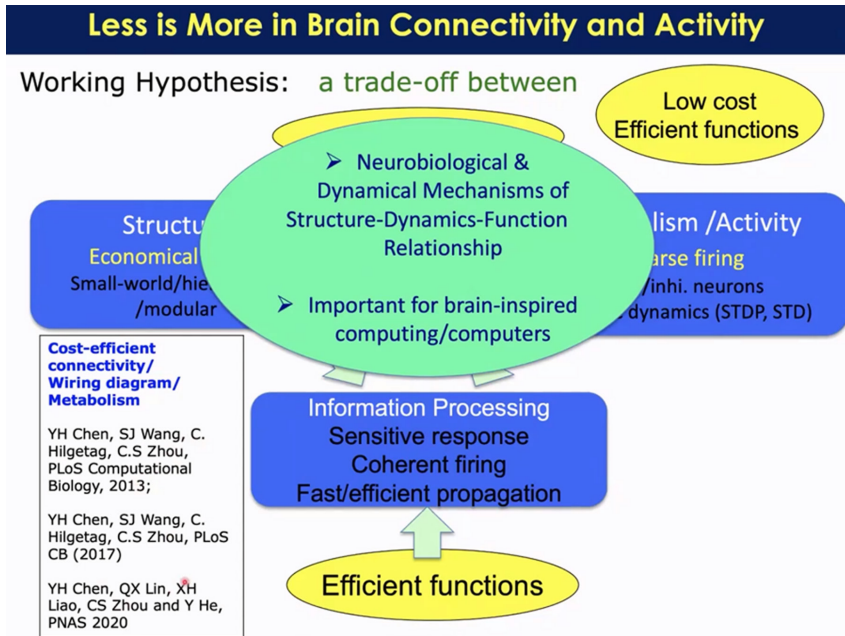 Less is More in Brain Connectivity and Activity
Working Hypothesis: a trade-off between
Low cost
Efficient functions
➢ Neurobiological &
Dynamical Mechanisms of
Structure-Dynamics-Function
Relationship
➢ Important for brain-inspired
computing/computers
Structu
Economical
Small-world/hie
/modular
lism /Activity
arse firing
/inhi. neurons
dynamics (STDP, STD)
Cost-efficient
connectivity/
Wiring diagram/
Metabolism
YH Chen, SJ Wang, C.
Hilgetag, C.S Zhou,
PLoS Computational
Biology, 2013;
YH Chen, SJ Wang, C.
Hilgetag, C.S Zhou, PLoS
CB (2017)
YH Chen, QX Lin, XH
Liao, CS Zhou and Y He,
PNAS 2020
Information Processing
Sensitive response
Coherent firing
Fast/efficient propagation
Efficient functions